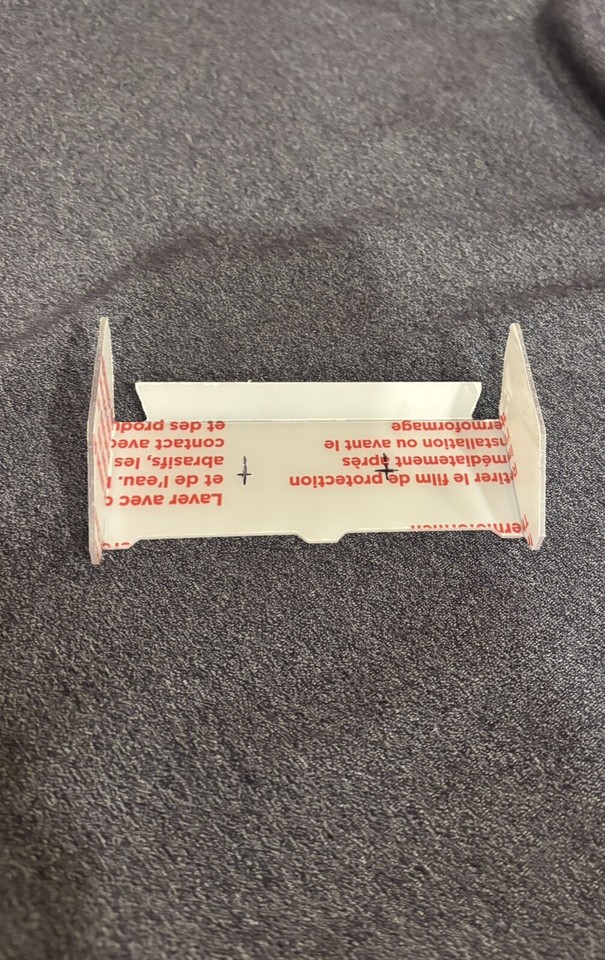 tirer le film de protection
médiatement après
nstallation ou avant le
ermoformage
Laver avec
et de l'eau.
abrasifs, les
contact avec
et des produ